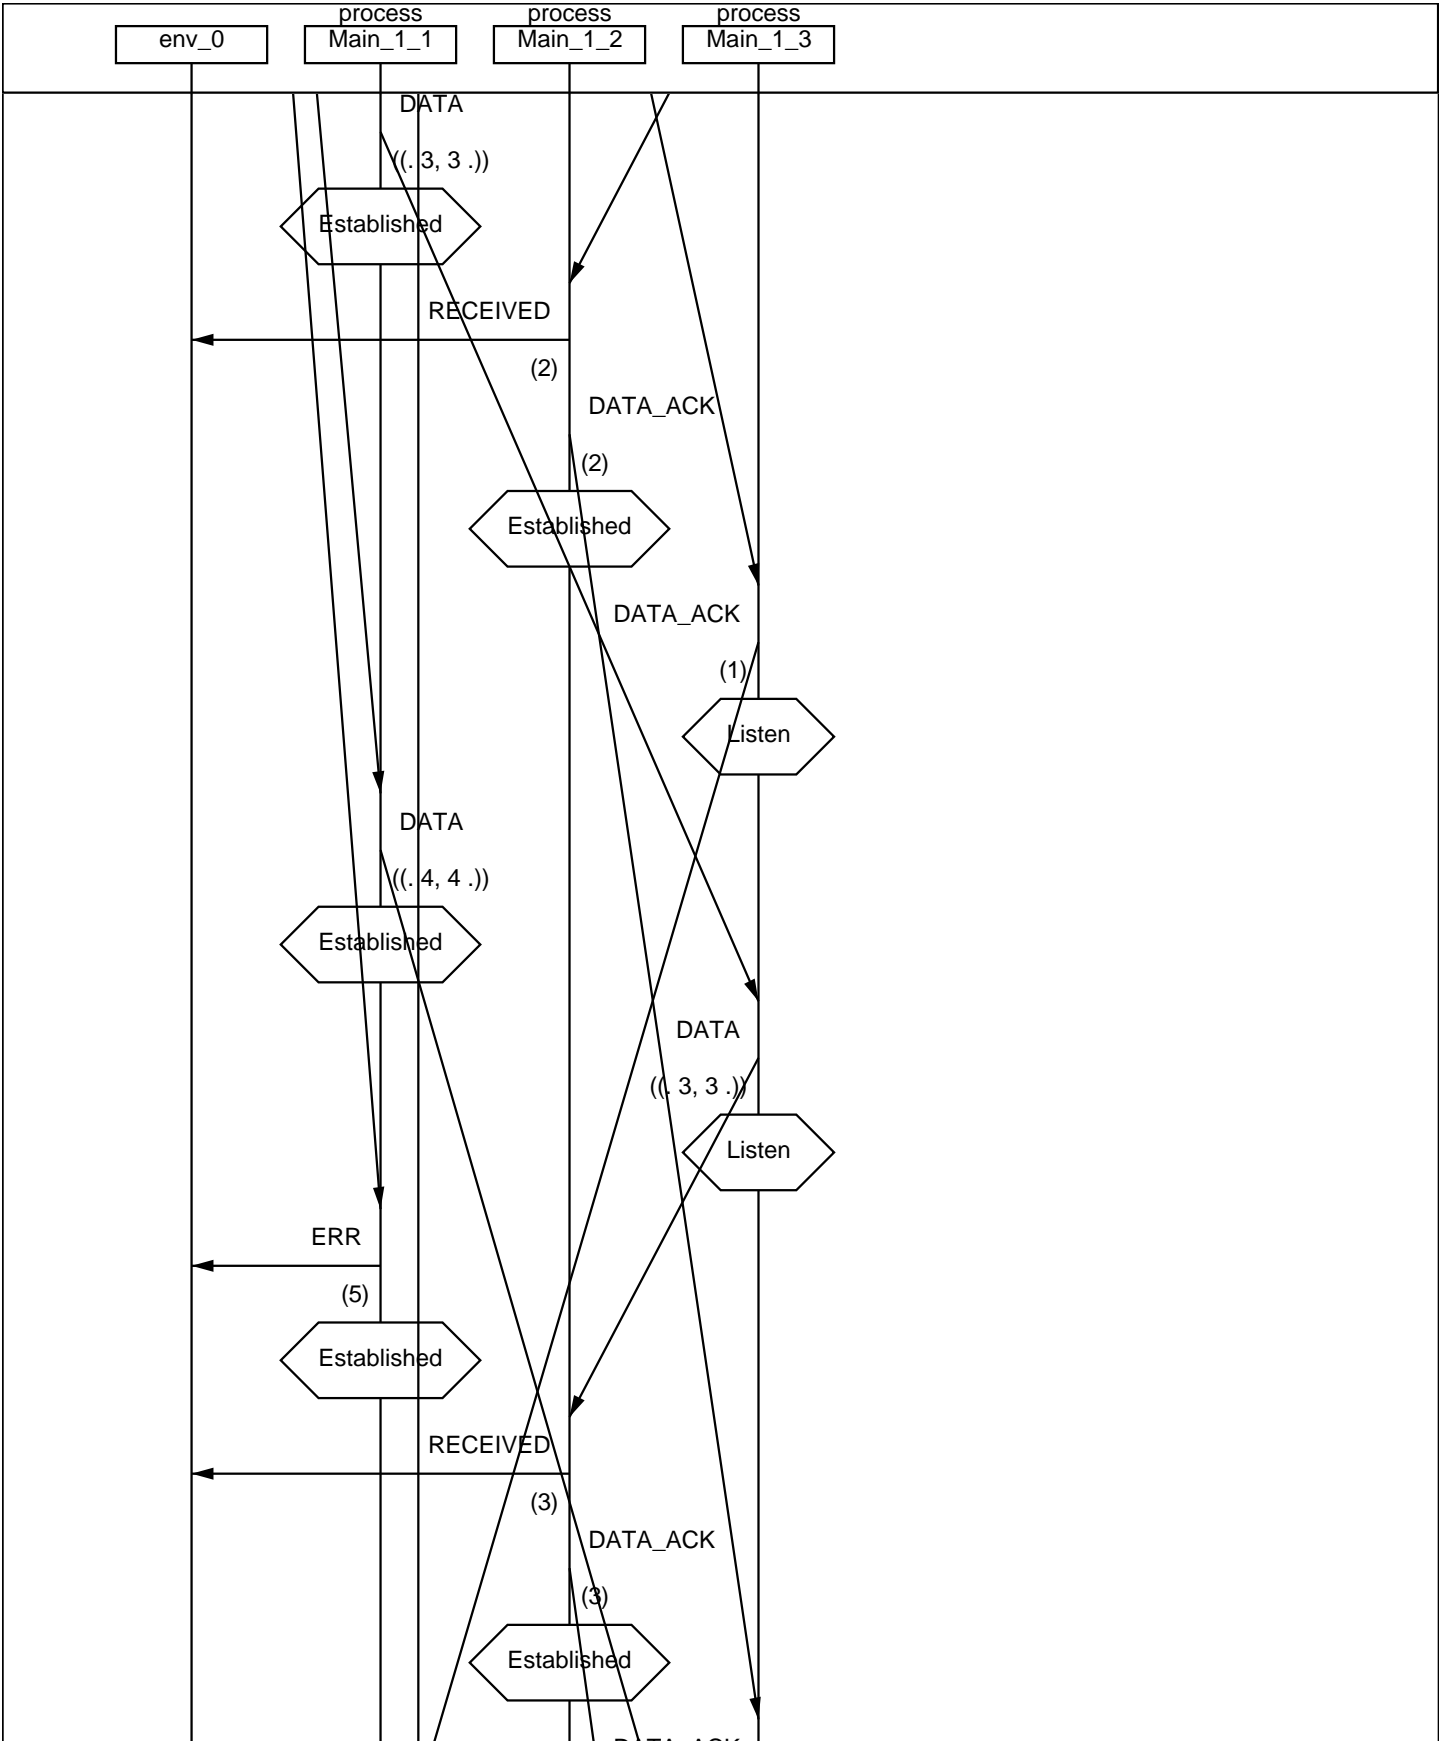 process process process
env_0 Main_1_1 Main_1_2 Main_1_3
DATA
((. 3, 3 .))
Established
RECEIVED
(2)
DATA_ACK
(2)
Established
DATA_ACK
(1)
Listen
DATA
((. 4, 4 .))
Established
DATA
((. 3, 3 .))
Listen
ERR
(5)
Established
RECEIVED
(3)
DATA_ACK
(3)
Established
DATA_ACK